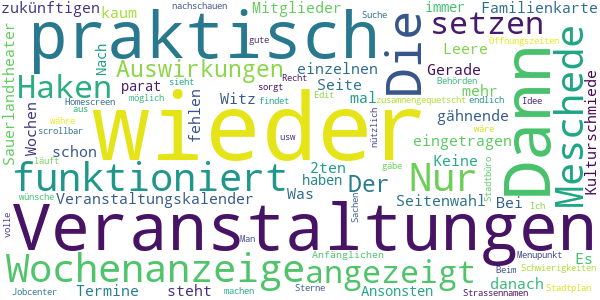 zukünftigen
kaum
nachschauen
Mitglieder
immer
Familienkarte
Suche
praktisch
Die
setzen
gute
Öffnungszeiten
Sauerlandtheater
Nach
Auswirkungen
einzelnen
Leere
Dann
Meschede
Kulturschmiede
Haken
parat
sieht
Recht
Seite
Gerade
Behörden
Homescreen
möglich
sorgt
findet
Witz
mal
zusammengequetscht
endlich
mehr
Idee
aus
scrollbar
Wochen
wieder
fehlen
Edit
nützlich
gähnende
währe
wäre
eingetragen
schon
usw
läuft
2ten
Keine
funktioniert
haben
Der
Nur
gäbe
Stadtbüro
wünsche
Veranstaltungskalender
Was
Seitenwahl
Bei
Ich
volle
Veranstaltungen
Man
Sachen
Anfänglichen
Beim
Menupunkt
Es
Wochenanzeige
angezeigt
danach
Schwierigkeiten
Jobcenter
Termine
steht
machen
Sterne
Ansonsten
Strassennamen
Stadtplan